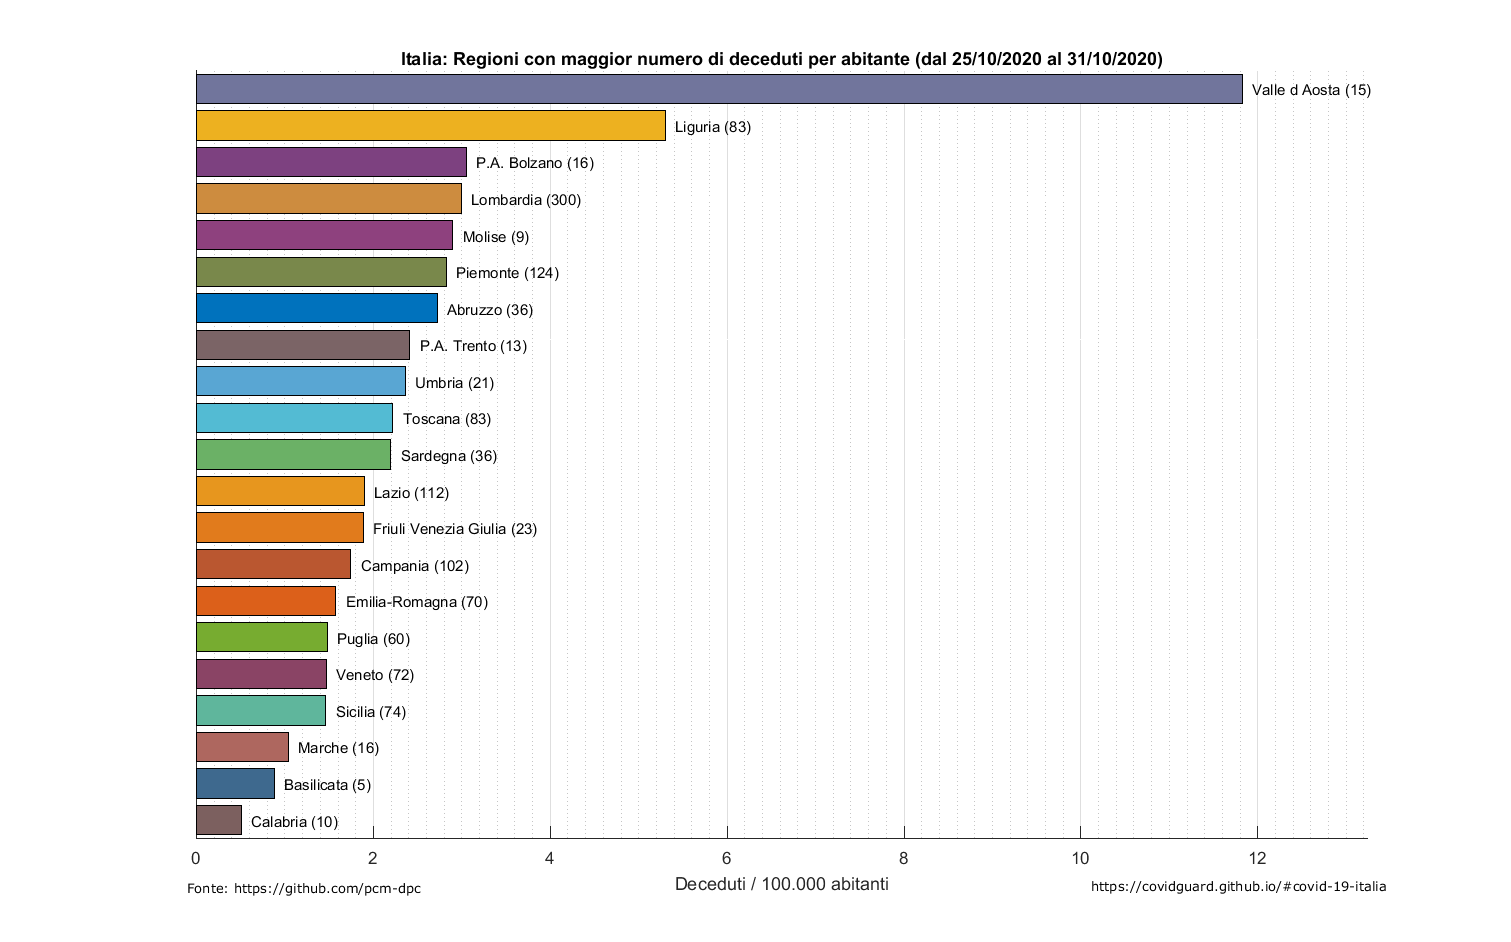 Italia: Regioni con maggior numero di deceduti per abitante (dal 25/10/2020 al 31/10/2020)
Valle d Aosta (15)
Liguria (83)
P.A. Bolzano (16)
Lombardia (300)
Molise (9)
Piemonte (124)
Abruzzo (36)
P.A. Trento (13)
Umbria (21)
Toscana (83)
Sardegna (36)
Lazio (112)
Friuli Venezia Giulia (23)
Campania (102)
Emilia-Romagna (70)
Puglia (60)
Veneto (72)
Sicilia (74)
Marche (16)
Basilicata (5)
Calabria (10)
0 2 4 6 8 10 12
Deceduti / 100.000 abitanti
Fonte: https://github.com/pcm-dpc
https://covidguard.github.io/#covid-19-italia